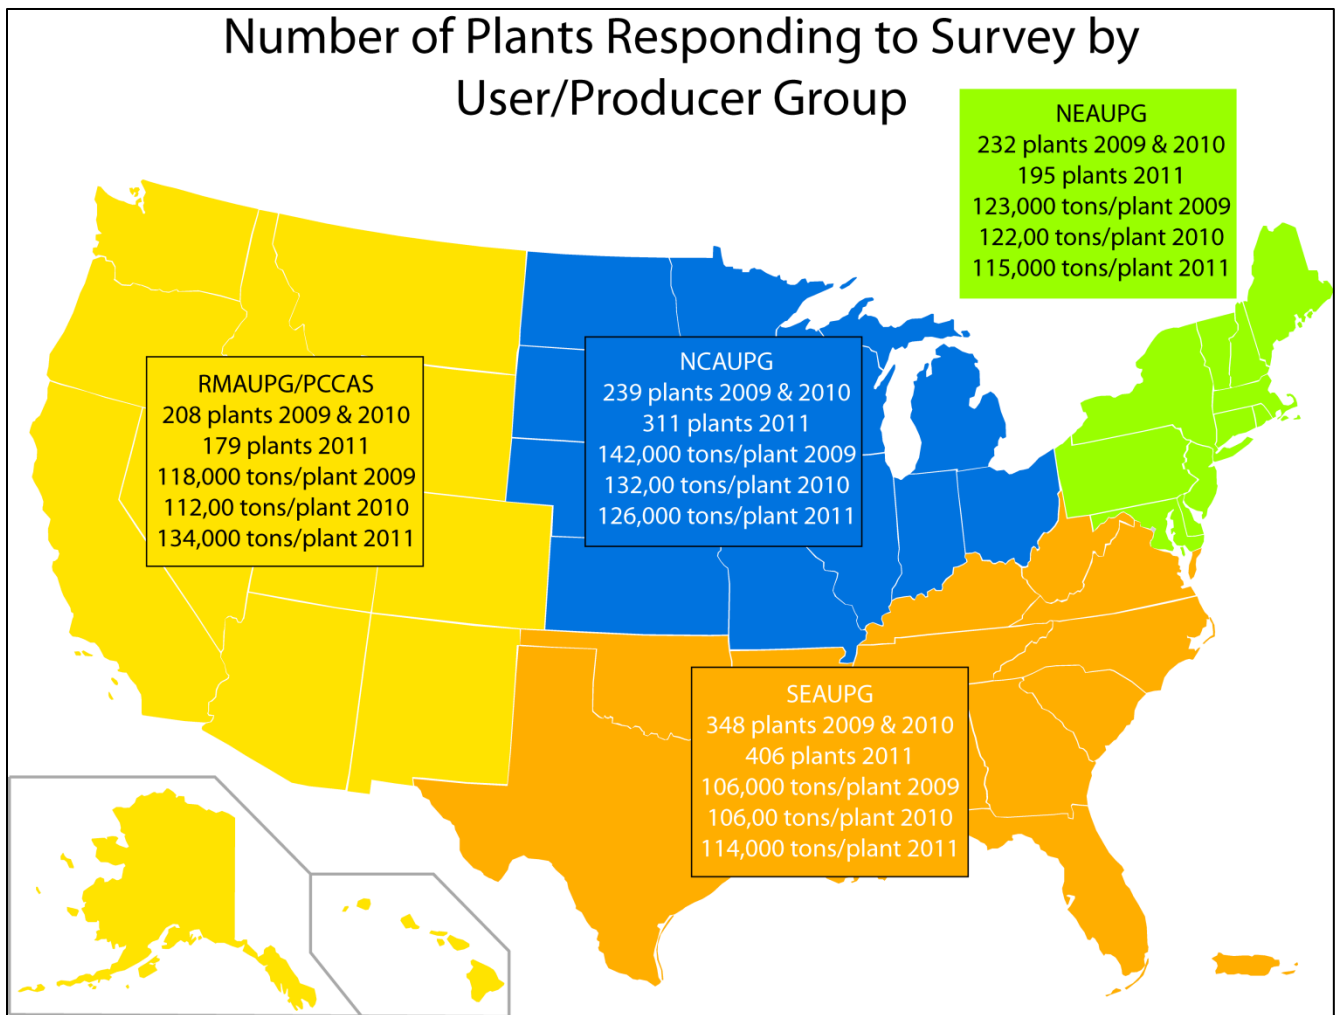 Number of Plants Responding to Survey by
User/Producer Group
NEAUPG
232 plants 2009 & 2010
195 plants 2011
123,000 tons/plant 2009
122,00 tons/plant 2010
115,000 tons/plant 2011
NCAUPG
239 plants 2009 & 2010
311 plants 2011
142,000 tons/plant 2009
132,00 tons/plant 2010
126,000 tons/plant 2011
RMAUPG/PCCAS
208 plants 2009 & 2010
179 plants 2011
118,000 tons/plant 2009
112,00 tons/plant 2010
134,000 tons/plant 2011
SEAUPG
348 plants 2009 & 2010
406 plants 2011
106,000 tons/plant 2009
106,00 tons/plant 2010
114,000 tons/plant 2011